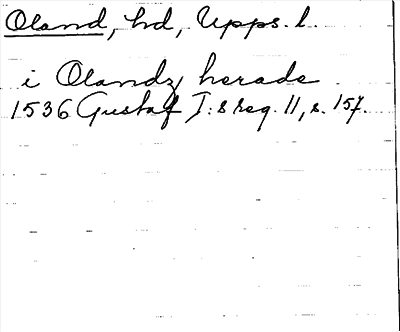 Oland, hd, Upps. l.
i Olandz herade
1536 Gustaf I:s reg. 11, s. 157.